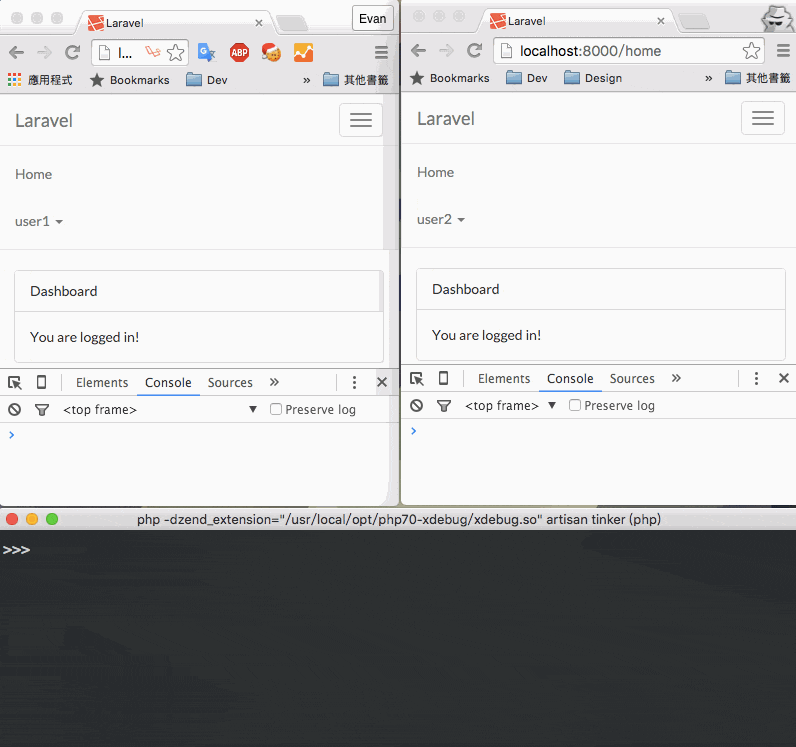 Laravel
Evan
l...
ABP
應用程式
Bookmarks
Dev
»
其他書籤
Laravel
Home
user1
Dashboard
You are logged in!
Elements
Console
Sources
»
<top frame>
Preserve log
>
Laravel
localhost:8000/home
Bookmarks
Dev
Design
»
其他書籤
Laravel
Home
user2
Dashboard
You are logged in!
Elements
Console
Sources
»
<top frame>
Preserve log
>
php -dzend_extension="/usr/local/opt/php70-xdebug/xdebug.so" artisan tinker (php)
>>>